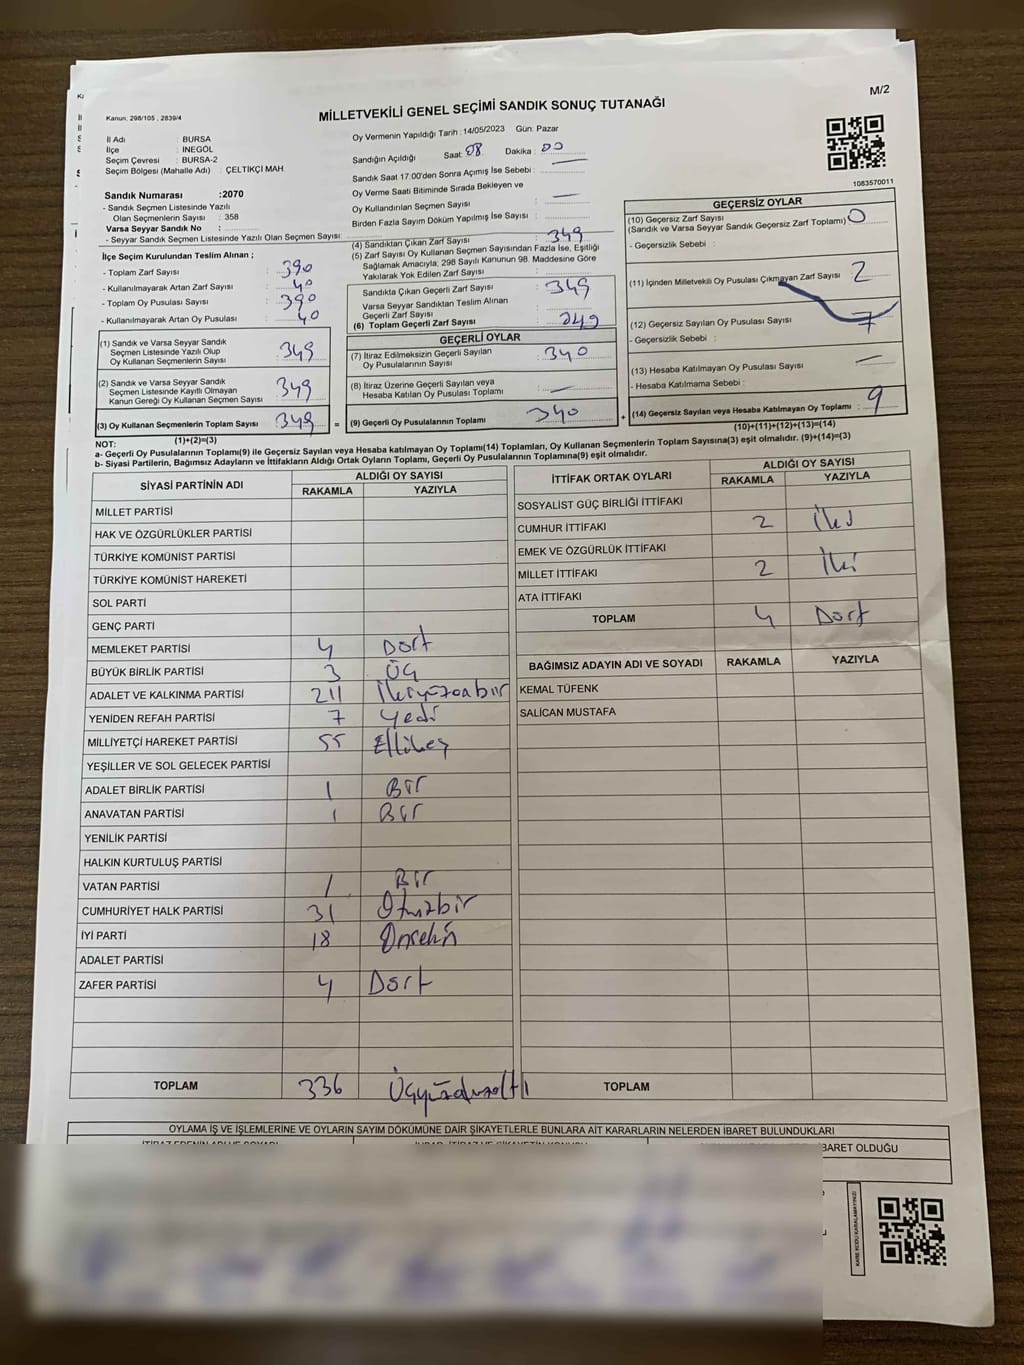 M/2
Kanun; 298/105 , 2839/4
MİLLETVEKİLİ GENEL SEÇİMİ SANDIK SONUÇ TUTANAĞI
İl Adı : BURSA
İlçe : İNEGÖL
Seçim Çevresi : BURSA-2
Seçim Bölgesi (Mahalle Adı) : ÇELTİKÇİ MAH
Sandık Numarası :2070
- Sandık Seçmen Listesinde Yazılı
Olan Seçmenlerin Sayısı : 358
Varsa Seyyar Sandık No :
- Seyyar Sandık Seçmen Listesinde Yazılı Olan Seçmen Sayısı:
İlçe Seçim Kurulundan Teslim Alınan ;
- Toplam Zarf Sayısı : 390
- Kullanılmayarak Artan Zarf Sayısı : 40
- Toplam Oy Pusulası Sayısı : 390
- Kullanılmayarak Artan Oy Pusulası : 40
(1) Sandık ve Varsa Seyyar Sandık
Seçmen Listesinde Yazılı Olup
Oy Kullanan Seçmenlerin Sayısı : 349
(2) Sandık ve Varsa Seyyar Sandık
Seçmen Listesinde Kayıtlı Olmayan
Kanun Gereği Oy Kullanan Seçmen Sayısı : 349
(3) Oy Kullanan Seçmenlerin Toplam Sayısı : 349
(1)+(2)=(3)
Oy Vermenin Yapıldığı Tarih : 14/05/2023 Gün: Pazar
Sandığın Açıldığı Saat: 08 Dakika : 00
Sandık Saat 17:00'den Sonra Açımış İse Sebebi :
Oy Verme Saati Bitiminde Sırada Bekleyen ve
Oy Kullandırılan Seçmen Sayısı :
Birden Fazla Sayım Döküm Yapılmış İse Sayısı :
(4) Sandıktan Çıkan Zarf Sayısı : 349
(5) Zarf Sayısı Oy Kullanan Seçmen Sayısından Fazla İse, Eşitliği
Sağlamak Amacıyla, 298 Sayılı Kanunun 98. Maddesine Göre
Yakılarak Yok Edilen Zarf Sayısı :
Sandıkta Çıkan Geçerli Zarf Sayısı : 349
Varsa Seyyar Sandıktan Teslim Alınan
Geçerli Zarf Sayısı :
(6) Toplam Geçerli Zarf Sayısı : 349
GEÇERLİ OYLAR
(7) İtiraz Edilmeksizin Geçerli Sayılan
Oy Pusulalarının Sayısı : 340
(8) İtiraz Üzerine Geçerli Sayılan veya
Hesaba Katılan Oy Pusulası Toplamı :
= (9) Geçerli Oy Pusulalarının Toplamı : 340 +
1083570011
GEÇERSİZ OYLAR
(10) Geçersiz Zarf Sayısı
(Sandık ve Varsa Seyyar Sandık Geçersiz Zarf Toplamı) : 0
- Geçersizlik Sebebi :
(11) İçinden Milletvekili Oy Pusulası Çıkmayan Zarf Sayısı : 2
(12) Geçersiz Sayılan Oy Pusulası Sayısı : 7
- Geçersizlik Sebebi :
(13) Hesaba Katılmayan Oy Pusulası Sayısı :
- Hesaba Katılmama Sebebi :
(14) Geçersiz Sayılan veya Hesaba Katılmayan Oy Toplamı : 9
(10)+(11)+(12)+(13)=(14)
NOT:
a- Geçerli Oy Pusulalarının Toplamı(9) ile Geçersiz Sayılan veya Hesaba katılmayan Oy Toplamı(14) Toplamları, Oy Kullanan Seçmenlerin Toplam Sayısına(3) eşit olmalıdır. (9)+(14)=(3)
b- Siyasi Partilerin, Bağımsız Adayların ve İttifakların Aldığı Ortak Oyların Toplamı, Geçerli Oy Pusulalarının Toplamına(9) eşit olmalıdır.
SİYASİ PARTİNİN ADI ALDIĞI OY SAYISI
RAKAMLA YAZIYLA
MİLLET PARTİSİ
HAK VE ÖZGÜRLÜKLER PARTİSİ
TÜRKİYE KOMÜNİST PARTİSİ
TÜRKİYE KOMÜNİST HAREKETİ
SOL PARTİ
GENÇ PARTİ
MEMLEKET PARTİSİ 4 Dört
BÜYÜK BİRLİK PARTİSİ 3 Üç
ADALET VE KALKINMA PARTİSİ 211 İkiyüzonbir
YENİDEN REFAH PARTİSİ 7 Yedi
MİLLİYETÇİ HAREKET PARTİSİ 55 Ellibeş
YEŞİLLER VE SOL GELECEK PARTİSİ
ADALET BİRLİK PARTİSİ 1 Bir
ANAVATAN PARTİSİ 1 Bir
YENİLİK PARTİSİ
HALKIN KURTULUŞ PARTİSİ
VATAN PARTİSİ 1 Bir
CUMHURİYET HALK PARTİSİ 31 Otuzbir
İYİ PARTİ 18 Onsekiz
ADALET PARTİSİ
ZAFER PARTİSİ 4 Dört
TOPLAM 336 Üçyüzotuzaltı
İTTİFAK ORTAK OYLARI ALDIĞI OY SAYISI
RAKAMLA YAZIYLA
SOSYALİST GÜÇ BİRLİĞİ İTTİFAKI
CUMHUR İTTİFAKI 2 İki
EMEK VE ÖZGÜRLÜK İTTİFAKI
MİLLET İTTİFAKI 2 İki
ATA İTTİFAKI
TOPLAM 4 Dört
BAĞIMSIZ ADAYIN ADI VE SOYADI RAKAMLA YAZIYLA
KEMAL TÜFENK
SALİCAN MUSTAFA
TOPLAM
OYLAMA İŞ VE İŞLEMLERİNE VE OYLARIN SAYIM DÖKÜMÜNE DAİR ŞİKAYETLERLE BUNLARA AİT KARARLARIN NELERDEN İBARET BULUNDUKLARI
İBARET OLDUĞU
KARE KODU KARALAMAYINIZ!